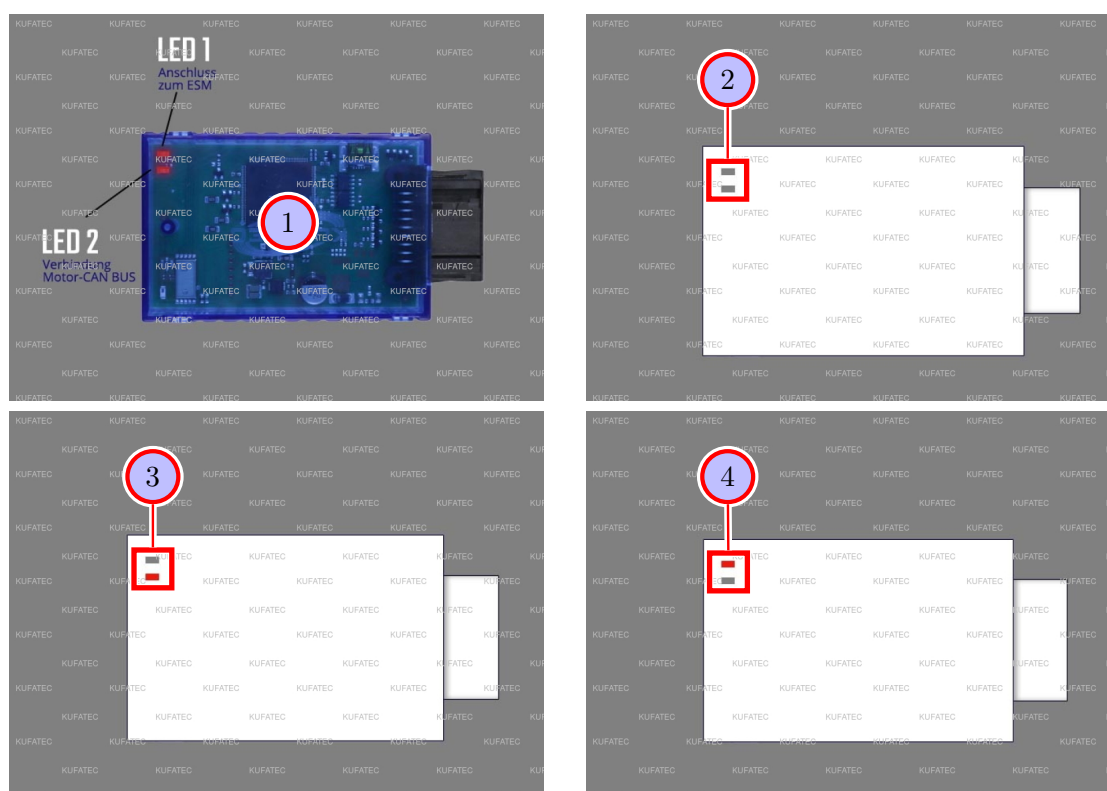 LED 1
Anschluss
zum ESM
LED 2
Verbindung
Motor-CAN BUS
1
2
3
4
KUFATEC